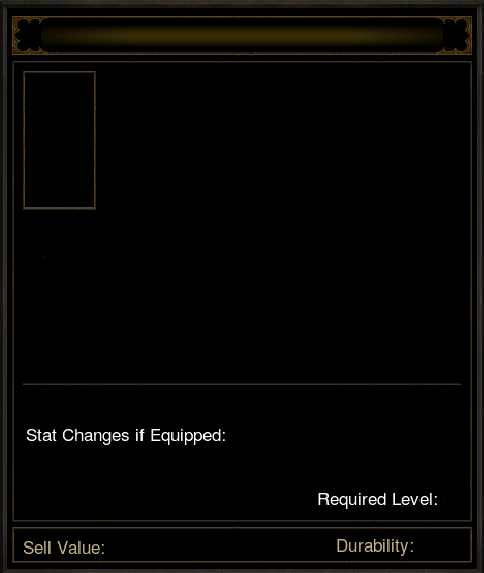 Stat Changes if Equipped:
Required Level:
Sell Value:
Durability: